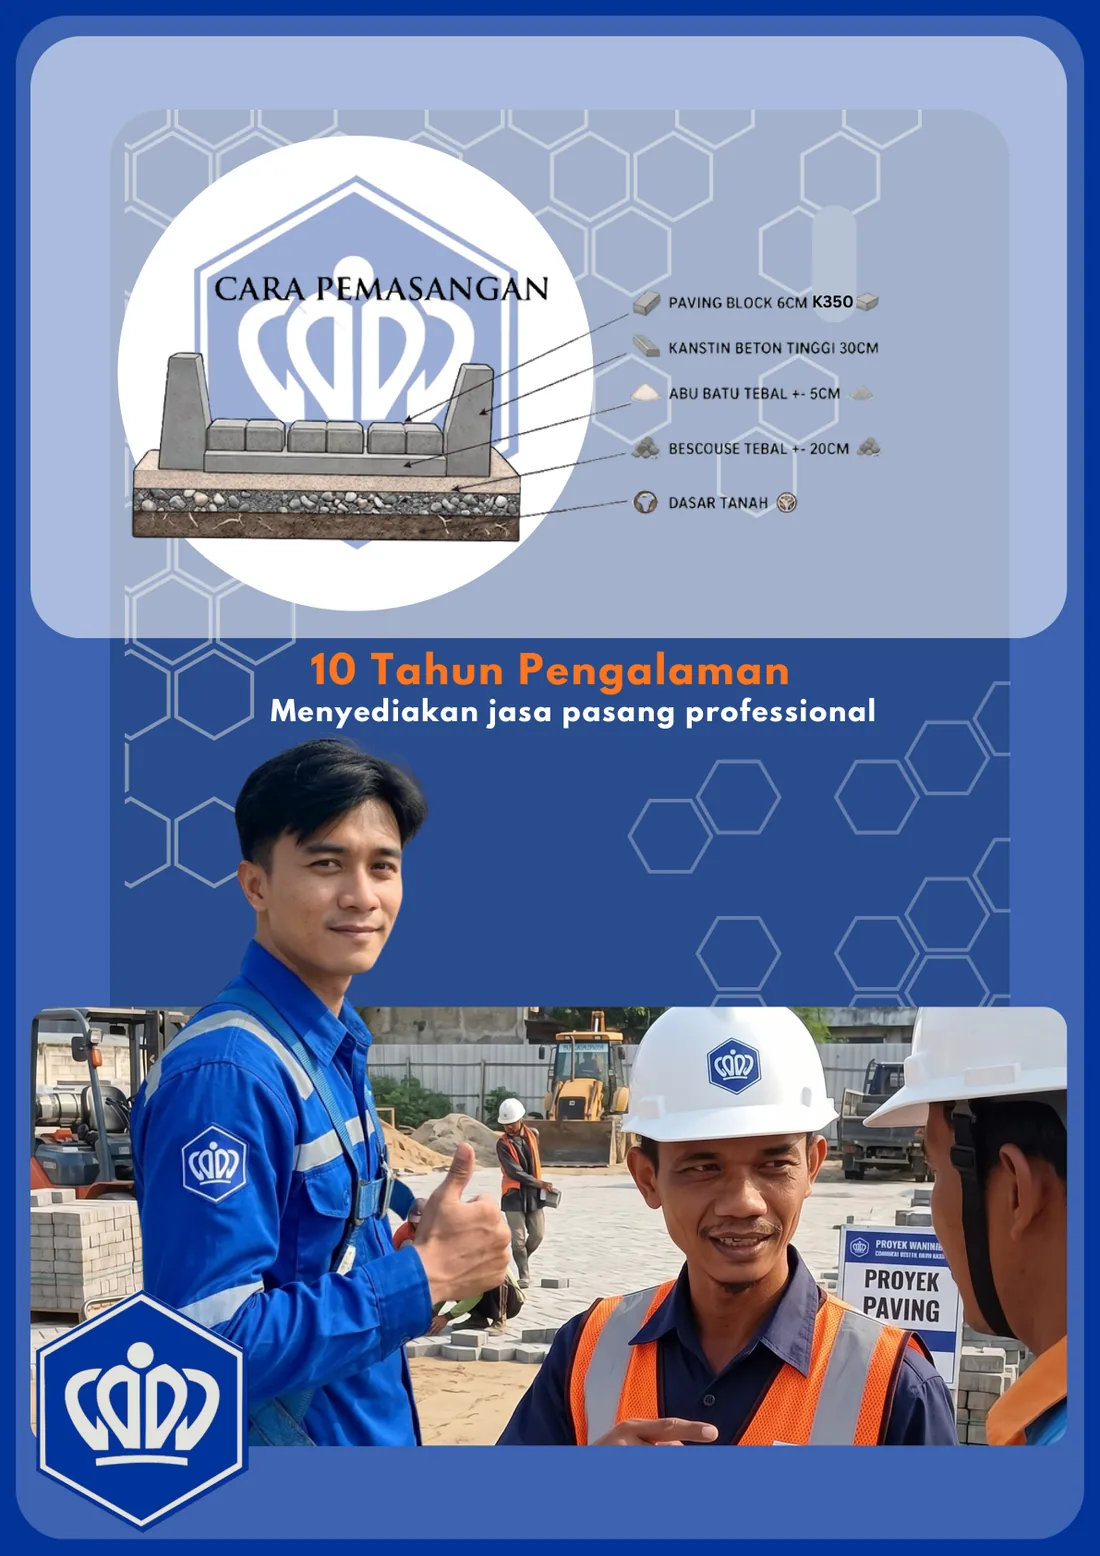 CARA PEMASANGAN
PAVING BLOCK 6CM K350
KANSTIN BETON TINGGI 30CM
ABU BATU TEBAL +- 5CM
BESCOUSE TEBAL +- 20CM
DASAR TANAH
10 Tahun Pengalaman
Menyediakan jasa pasang professional
PROYEK
PROYEK
PAVING